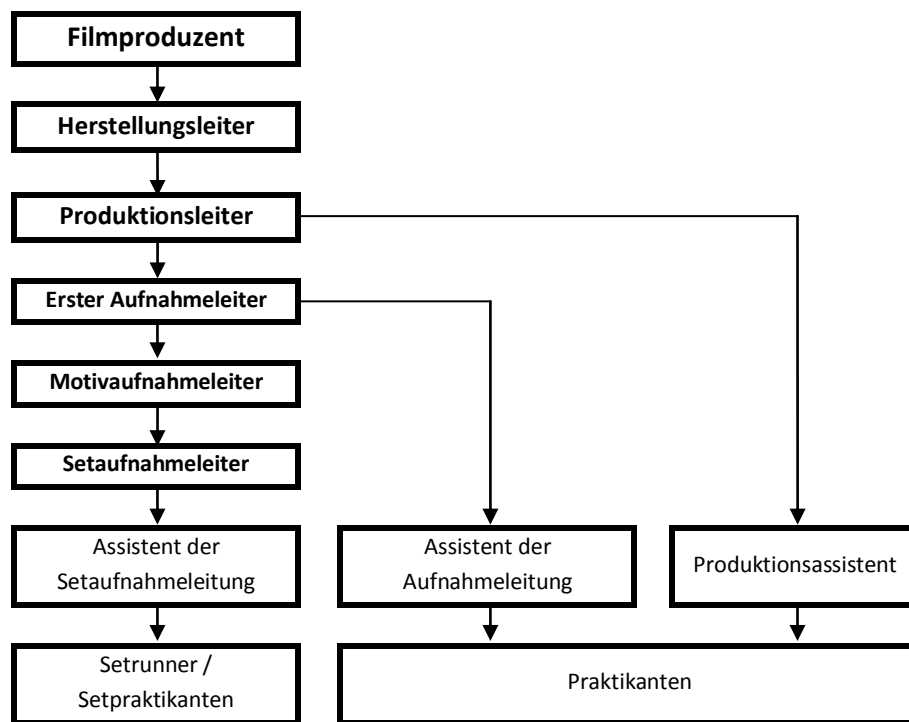 Filmproduzent
Herstellungsleiter
Produktionsleiter
Erster Aufnahmeleiter
Motivaufnahmeleiter
Setaufnahmeleiter
Assistent der
Setaufnahmeleitung
Assistent der
Aufnahmeleitung
Produktionsassistent
Setrunner /
Setpraktikanten
Praktikanten